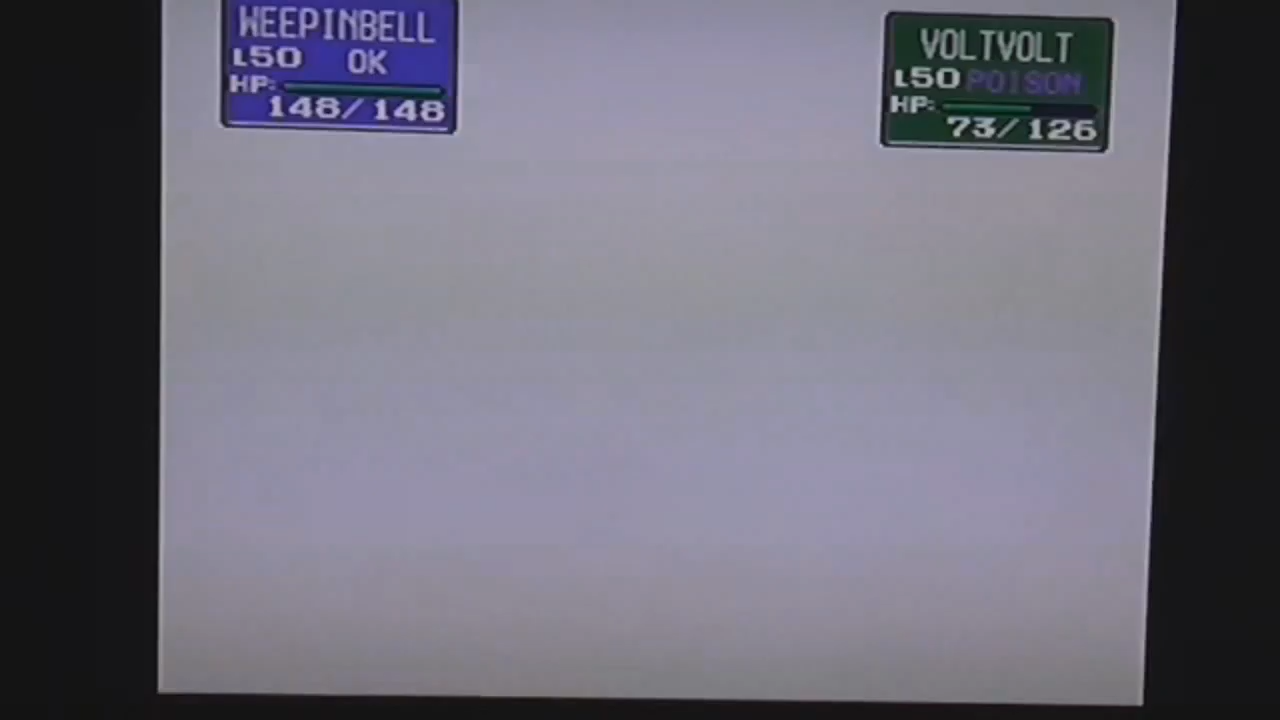 WEEPINBELL
L50 OK
HP:
148/148
VOLTVOLT
L50 POISON
HP:
73/126